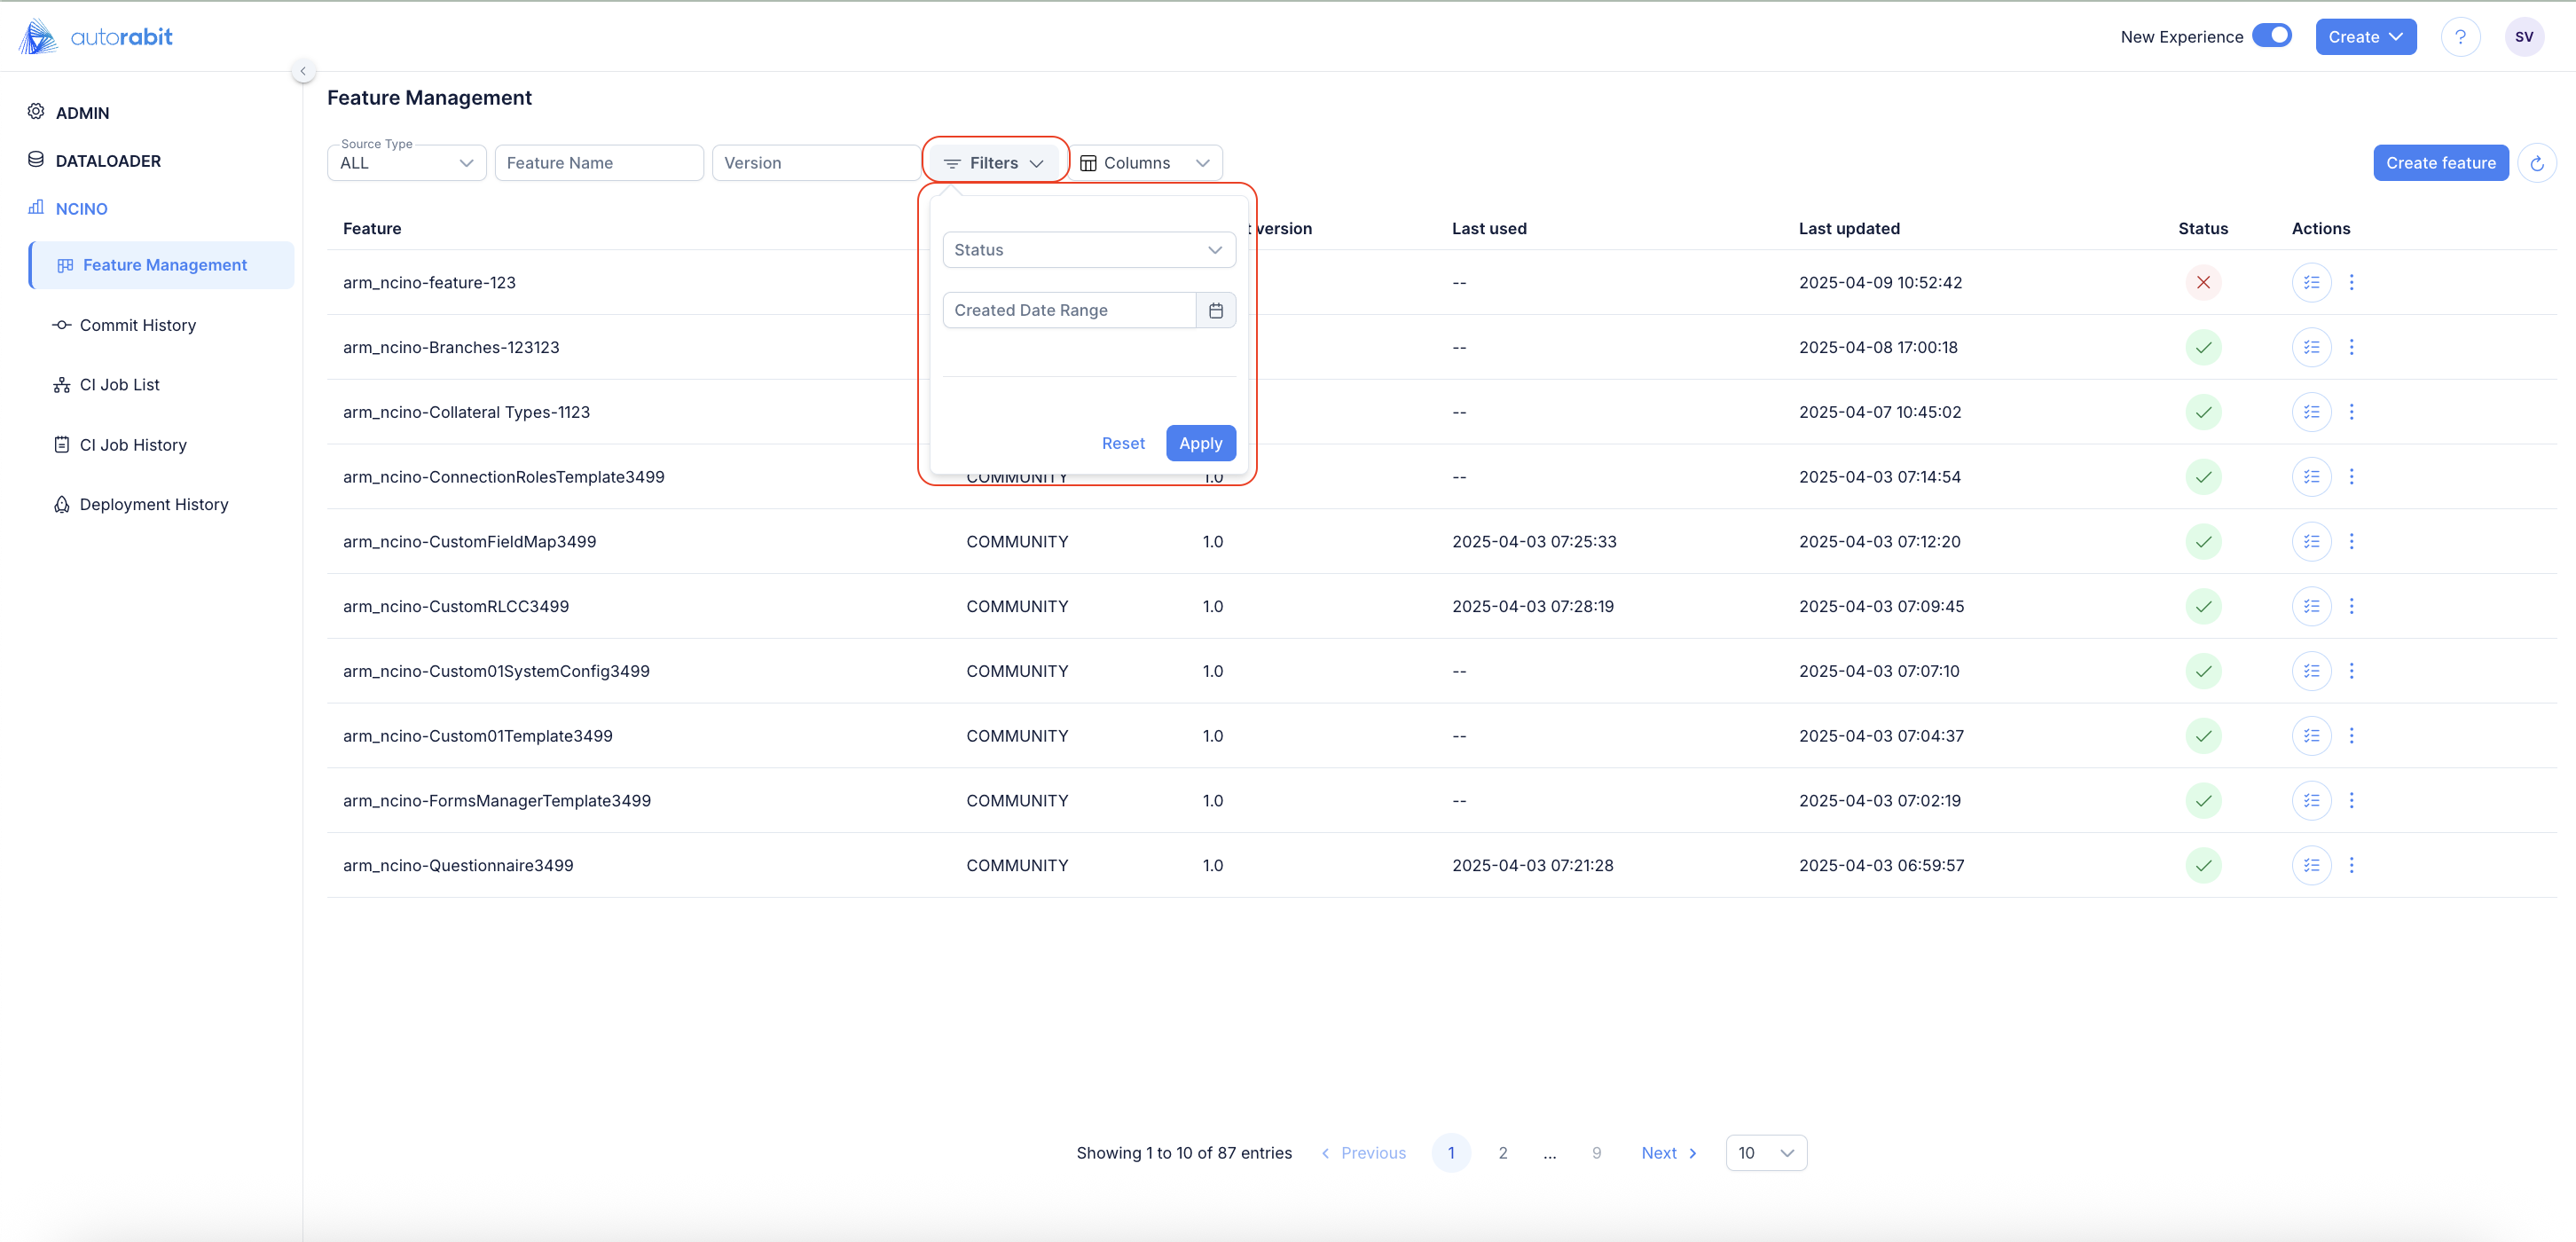 autorabit
New Experience
Create
?
SV
ADMIN
DATALOADER
NCINO
Feature Management
Commit History
CI Job List
CI Job History
Deployment History
Feature Management
Source Type
ALL
Feature Name
Version
Filters
Columns
Create feature
Status
Created Date Range
Reset
Apply
Feature version Last used Last updated Status Actions
arm_ncino-feature-123 -- 2025-04-09 10:52:42
arm_ncino-Branches-123123 -- 2025-04-08 17:00:18
arm_ncino-Collateral Types-1123 -- 2025-04-07 10:45:02
arm_ncino-ConnectionRolesTemplate3499 COMMUNITY 1.0 -- 2025-04-03 07:14:54
arm_ncino-CustomFieldMap3499 COMMUNITY 1.0 2025-04-03 07:25:33 2025-04-03 07:12:20
arm_ncino-CustomRLCC3499 COMMUNITY 1.0 2025-04-03 07:28:19 2025-04-03 07:09:45
arm_ncino-Custom01SystemConfig3499 COMMUNITY 1.0 -- 2025-04-03 07:07:10
arm_ncino-Custom01Template3499 COMMUNITY 1.0 -- 2025-04-03 07:04:37
arm_ncino-FormsManagerTemplate3499 COMMUNITY 1.0 -- 2025-04-03 07:02:19
arm_ncino-Questionnaire3499 COMMUNITY 1.0 2025-04-03 07:21:28 2025-04-03 06:59:57
Showing 1 to 10 of 87 entries Previous 1 2 ... 9 Next 10